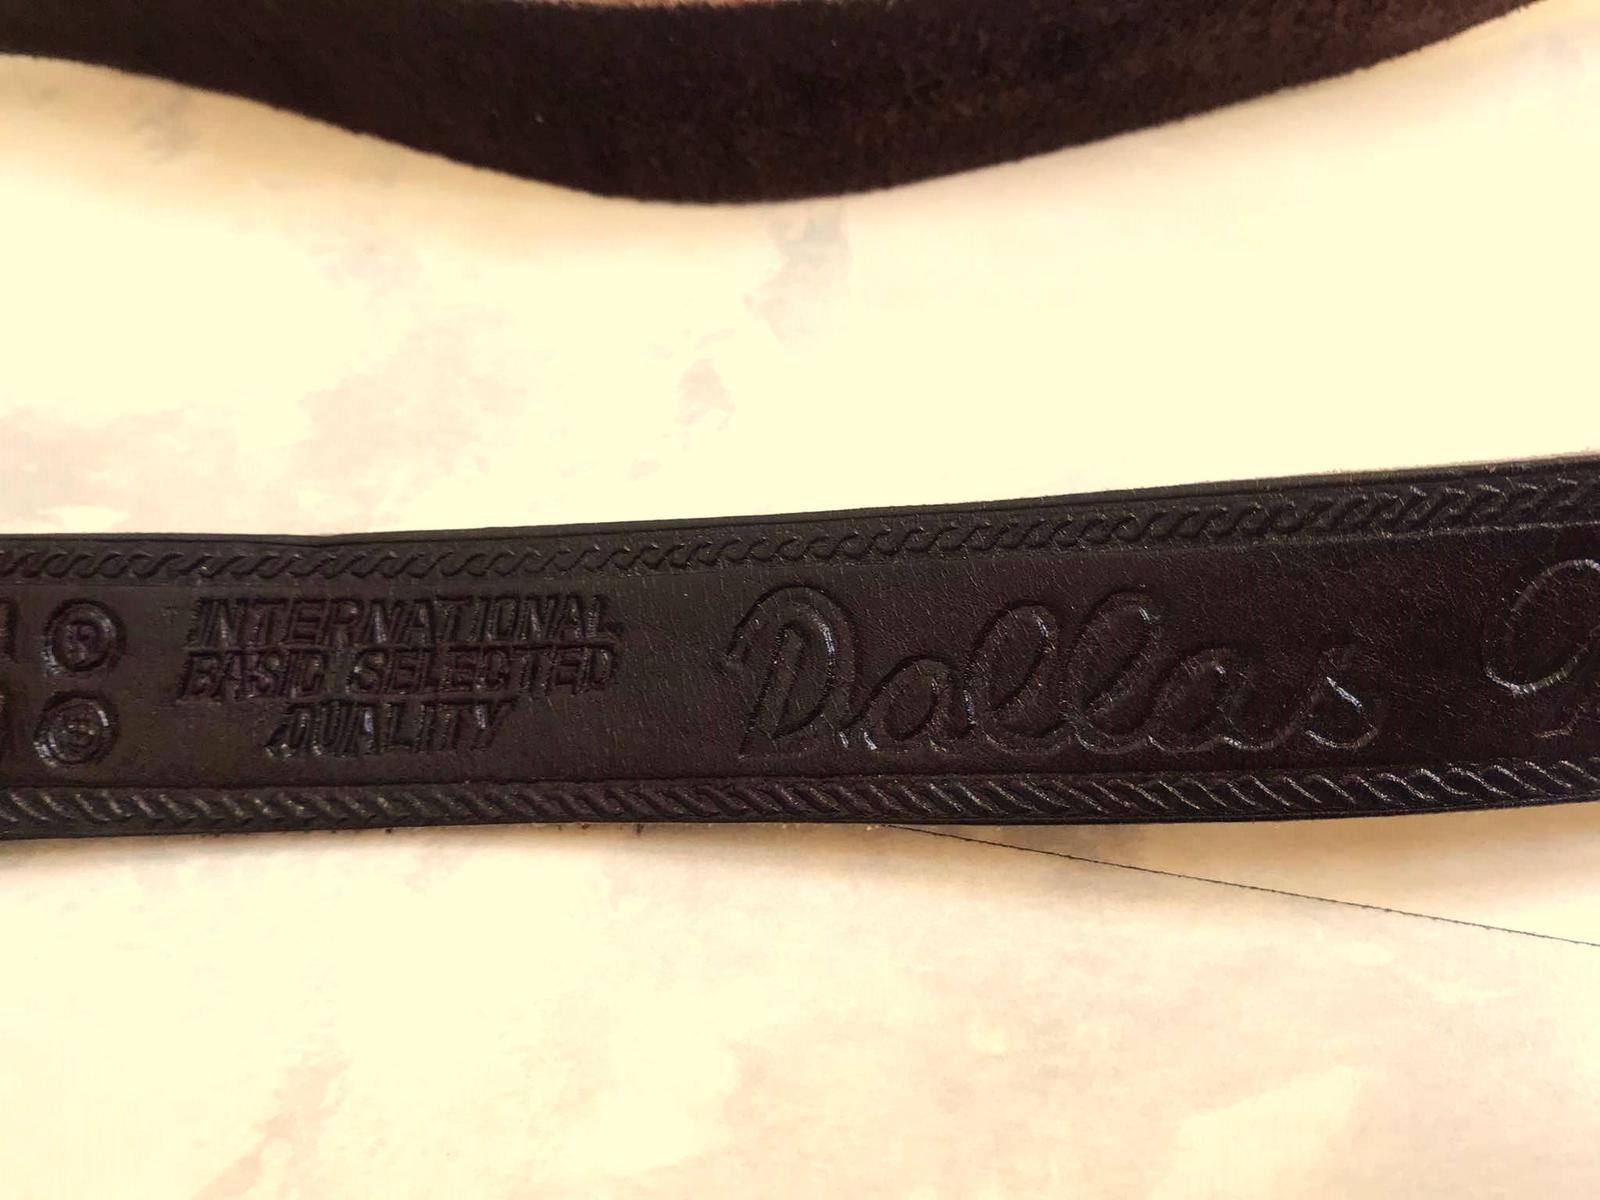 INTERNATIONAL
BASIC SELECTED
QUALITY
Dallas